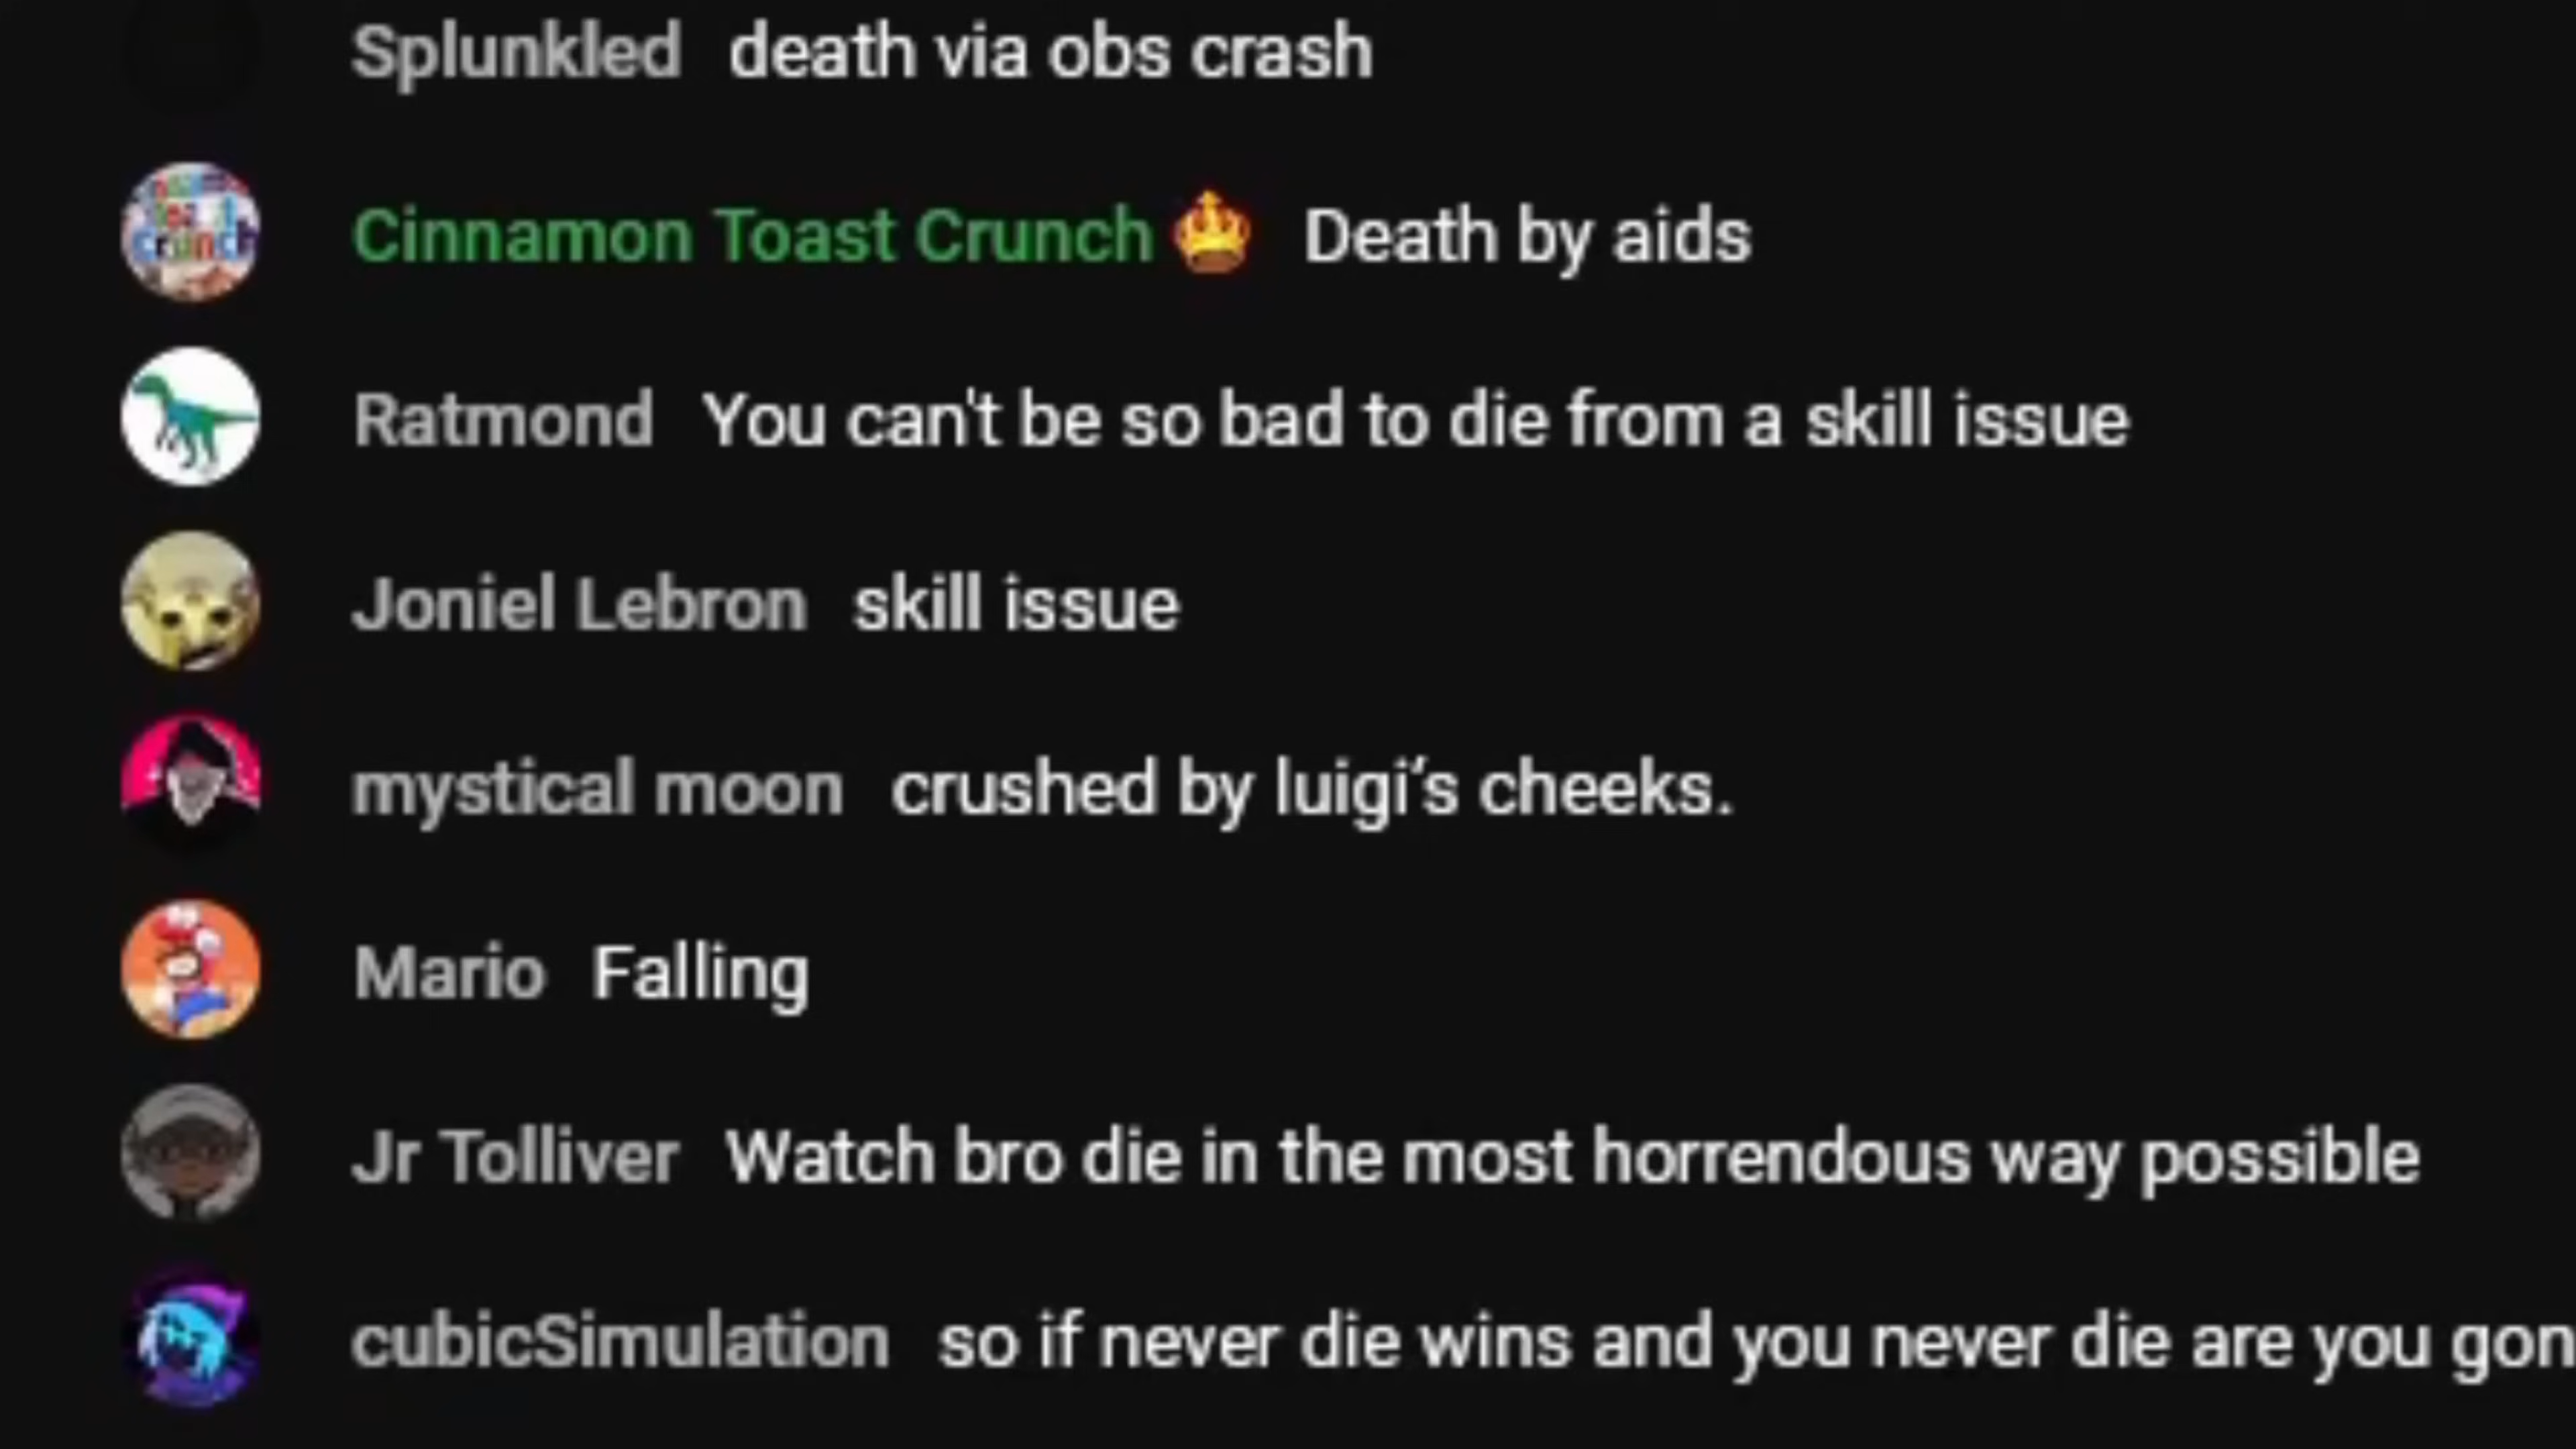 Splunkled death via obs crash
Cinnamon Toast Crunch Death by aids
Ratmond You can't be so bad to die from a skill issue
Joniel Lebron skill issue
mystical moon crushed by luigi’s cheeks.
Mario Falling
Jr Tolliver Watch bro die in the most horrendous way possible
cubicSimulation so if never die wins and you never die are you gon
Toast
Crunch